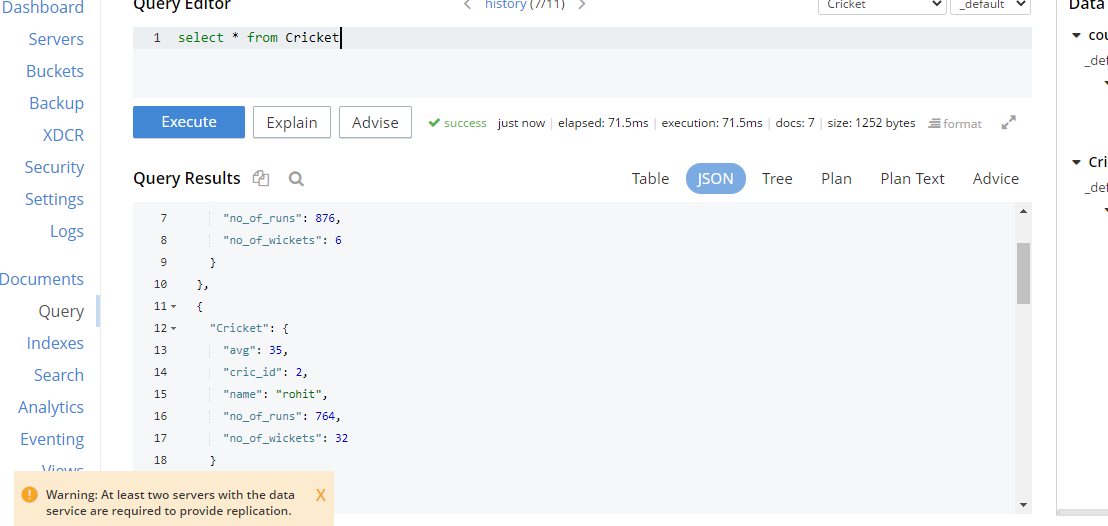 Dashboard
Servers
Buckets
Backup
XDCR
Security
Settings
Logs
Documents
Query
Indexes
Search
Analytics
Eventing
Views
Query Editor
history (7/11)
Cricket
_default
1 select * from Cricket
Execute Explain Advise success just now | elapsed: 71.5ms | execution: 71.5ms | docs: 7 | size: 1252 bytes format
Query Results Table JSON Tree Plan Plan Text Advice
7 "no_of_runs": 876,
8 "no_of_wickets": 6
9 }
10 },
11 {
12 "Cricket": {
13 "avg": 35,
14 "cric_id": 2,
15 "name": "rohit",
16 "no_of_runs": 764,
17 "no_of_wickets": 32
18 }
Warning: At least two servers with the data X
service are required to provide replication.
Data
cou
_def
Cri
_def